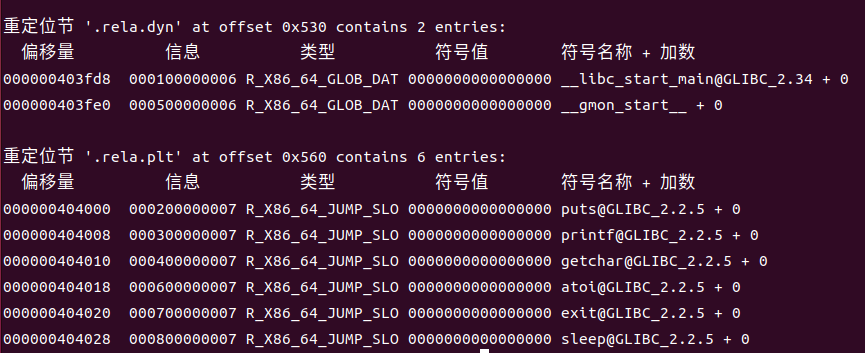 重定位节 '.rela.dyn' at offset 0x530 contains 2 entries:
偏移量 信息 类型 符号值 符号名称 + 加数
000000403fd8 000100000006 R_X86_64_GLOB_DAT 0000000000000000 __libc_start_main@GLIBC_2.34 + 0
000000403fe0 000500000006 R_X86_64_GLOB_DAT 0000000000000000 __gmon_start__ + 0
重定位节 '.rela.plt' at offset 0x560 contains 6 entries:
偏移量 信息 类型 符号值 符号名称 + 加数
000000404000 000200000007 R_X86_64_JUMP_SLO 0000000000000000 puts@GLIBC_2.2.5 + 0
000000404008 000300000007 R_X86_64_JUMP_SLO 0000000000000000 printf@GLIBC_2.2.5 + 0
000000404010 000400000007 R_X86_64_JUMP_SLO 0000000000000000 getchar@GLIBC_2.2.5 + 0
000000404018 000600000007 R_X86_64_JUMP_SLO 0000000000000000 atoi@GLIBC_2.2.5 + 0
000000404020 000700000007 R_X86_64_JUMP_SLO 0000000000000000 exit@GLIBC_2.2.5 + 0
000000404028 000800000007 R_X86_64_JUMP_SLO 0000000000000000 sleep@GLIBC_2.2.5 + 0